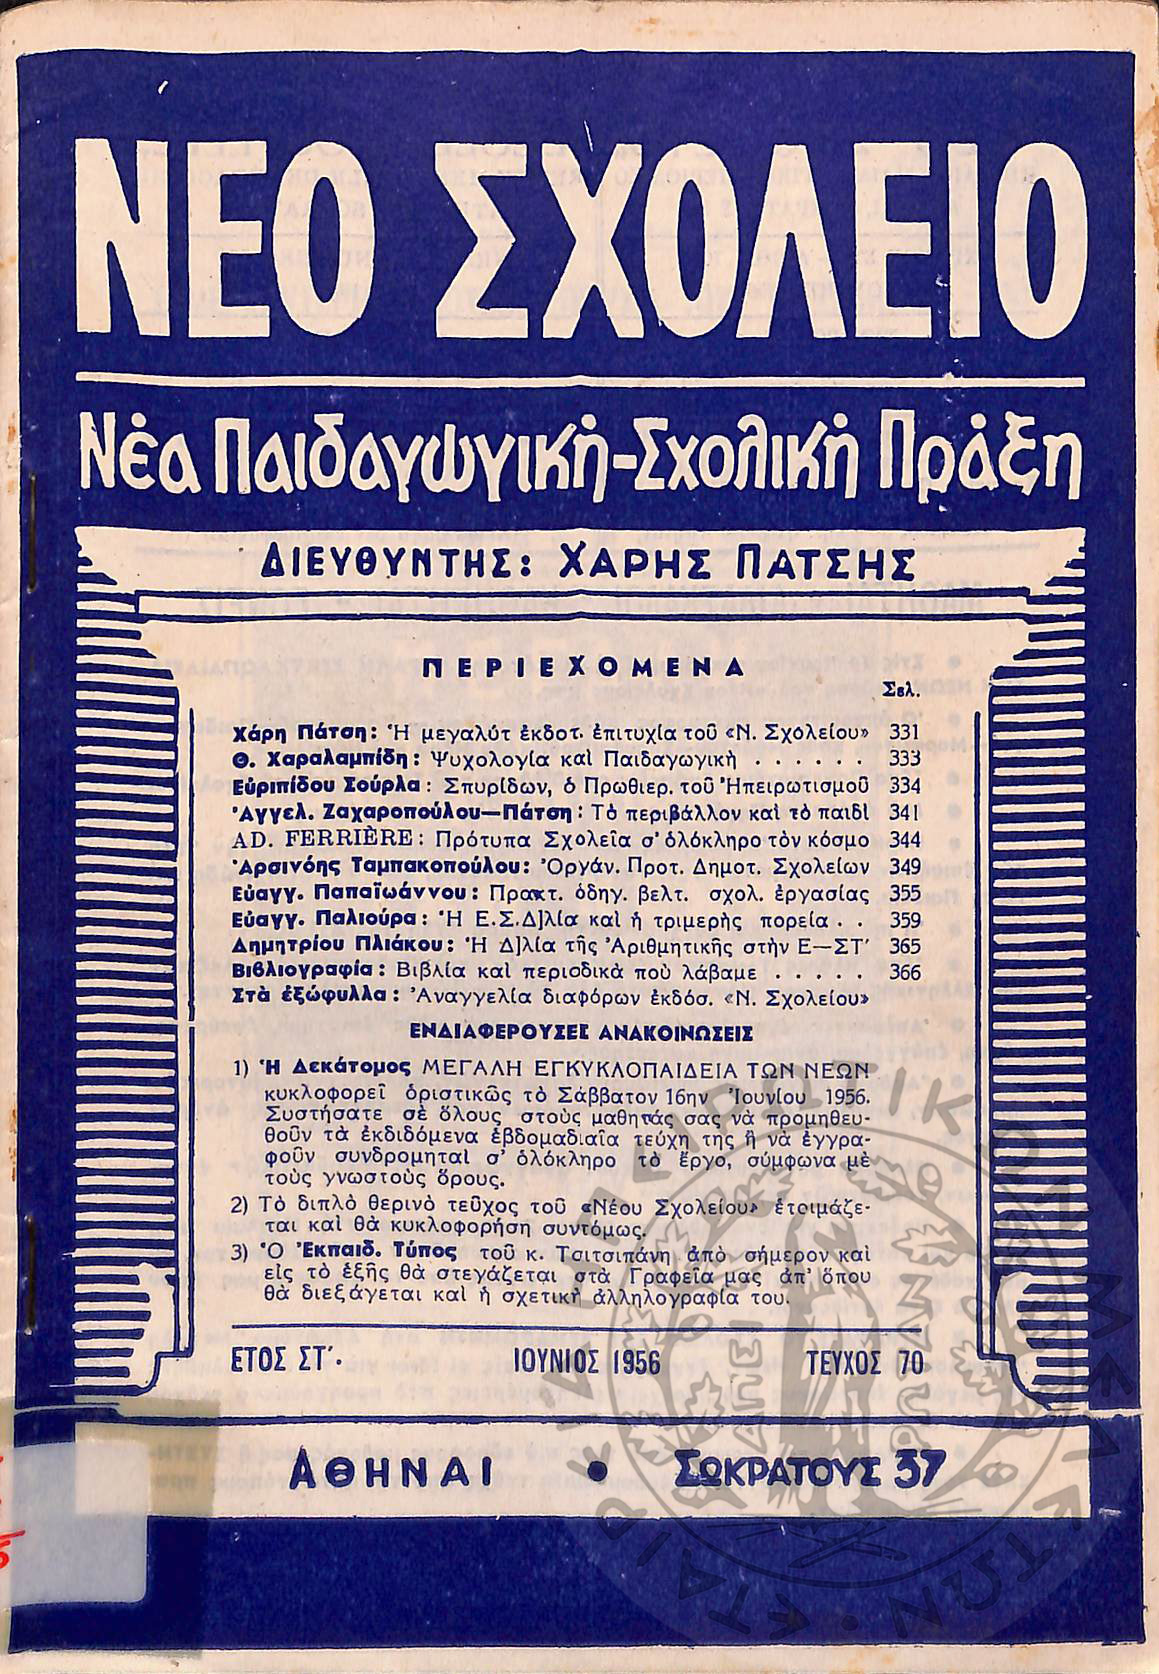 ΝΕΟ ΣΧΟΛΕΙΟ
Νέα Παιδαγωγική-Σχολική Πράξη
ΔΙΕΥΘΥΝΤΗΣ: ΧΑΡΗΣ ΠΑΤΣΗΣ
ΠΕΡΙΕΧΟΜΕΝΑ
Σελ.
Χάρη Πάτση: Ἡ μεγαλύτ ἐκδοτ. ἐπιτυχία τοῦ «Ν. Σχολείου» 331
Θ. Χαραλαμπίδη: Ψυχολογία καὶ Παιδαγωγικὴ . . . . . . 333
Εὐριπίδου Σούρλα: Σπυρίδων, ὁ Πρωθιερ. τοῦ Ἠπειρωτισμοῦ 334
Ἀγγελ. Ζαχαροπούλου—Πάτση: Τὸ περιβάλλον καὶ τὸ παιδὶ 341
AD. FERRIÈRE: Πρότυπα Σχολεῖα σ' ὁλόκληρο τὸν κόσμο 344
Ἀρσινόης Ταμπακοπούλου: Ὀργάν. Προτ. Δημοτ. Σχολείων 349
Εὐαγγ. Παπαϊωάννου: Πρακτ. ὁδηγ. βελτ. σχολ. ἐργασίας 355
Εὐαγγ. Παλιούρα: Ἡ Ε.Σ.Δ]λία καὶ ἡ τριμερὴς πορεία . . 359
Δημητρίου Πλιάκου: Ἡ Δ]λία τῆς Ἀριθμητικῆς στὴν Ε—ΣΤ' 365
Βιβλιογραφία: Βιβλία καὶ περιοδικὰ ποὺ λάβαμε . . . . . 366
Στὰ ἐξώφυλλα: Ἀναγγελία διαφόρων ἐκδόσ. «Ν. Σχολείου»
ΕΝΔΙΑΦΕΡΟΥΣΕΣ ΑΝΑΚΟΙΝΩΣΕΙΣ
1) Ἡ Δεκάτομος ΜΕΓΑΛΗ ΕΓΚΥΚΛΟΠΑΙΔΕΙΑ ΤΩΝ ΝΕΩΝ
κυκλοφορεῖ ὁριστικῶς τὸ Σάββατον 16ην Ἰουνίου 1956.
Συστήσατε σὲ ὅλους στοὺς μαθητάς σας νὰ προμηθευ-
θοῦν τὰ ἐκδιδόμενα ἑβδομαδιαῖα τεύχη της ἢ νὰ ἐγγρα-
φοῦν συνδρομηταὶ σ' ὁλόκληρο τὸ ἔργο, σύμφωνα μὲ
τοὺς γνωστοὺς ὅρους.
2) Τὸ διπλὸ θερινὸ τεῦχος τοῦ «Νέου Σχολείου» ἑτοιμάζε-
ται καὶ θὰ κυκλοφορήση συντόμως.
3) Ὁ Ἐκπαιδ. Τύπος τοῦ κ. Τσιτσιπάνη ἀπὸ σήμερον καὶ
εἰς τὸ ἑξῆς θὰ στεγάζεται στὰ Γραφεῖα μας ἀπ' ὅπου
θὰ διεξάγεται καὶ ἡ σχετικὴ ἀλληλογραφία του.
ΕΤΟΣ ΣΤ'·
ΙΟΥΝΙΟΣ 1956
ΤΕΥΧΟΣ 70
ΑΘΗΝΑΙ • ΣΩΚΡΑΤΟΥΣ 37
ΕΤΑΙΡΕΙΑ ΗΠΕΙΡΩΤΙΚΩΝ ΜΕΛΕΤΩΝ
ΑΠΕΙΡΩΤΑΝ